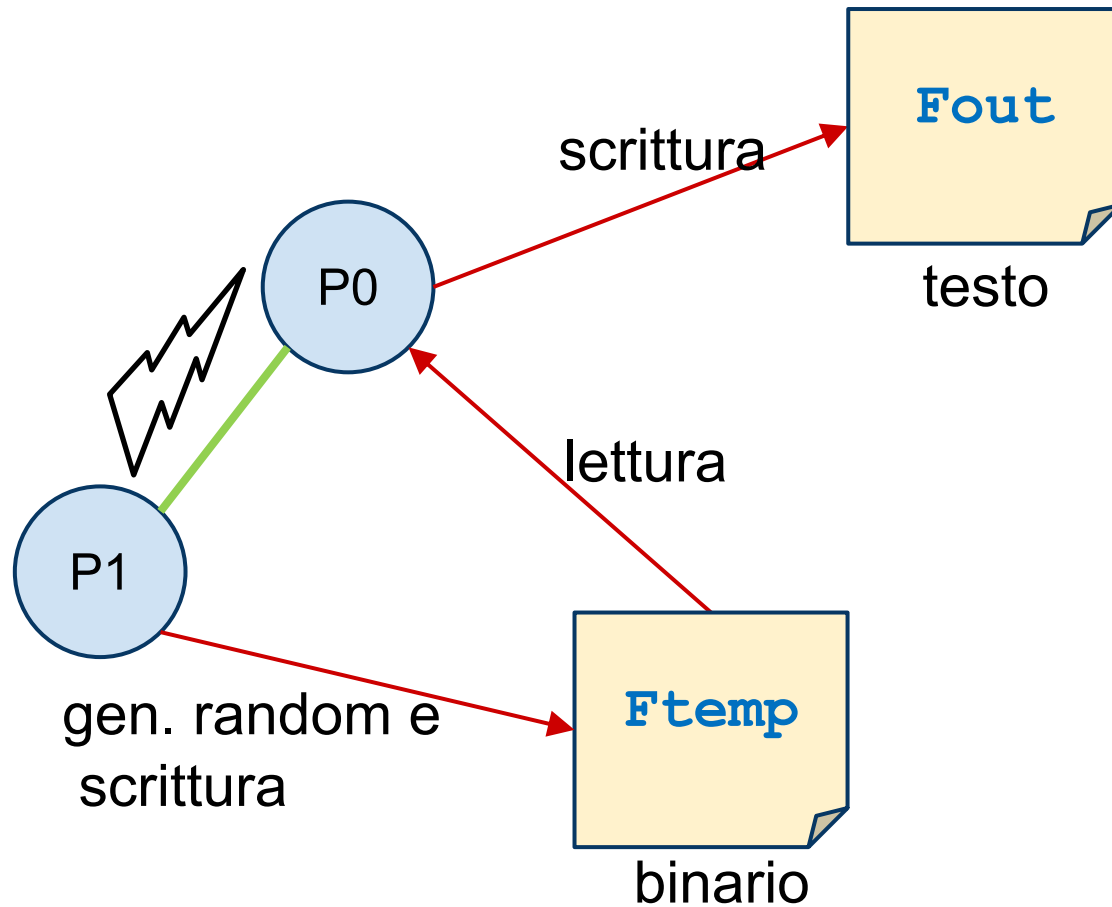 Fout
scrittura
P0
testo
lettura
P1
Ftemp
gen. random e
scrittura
binario